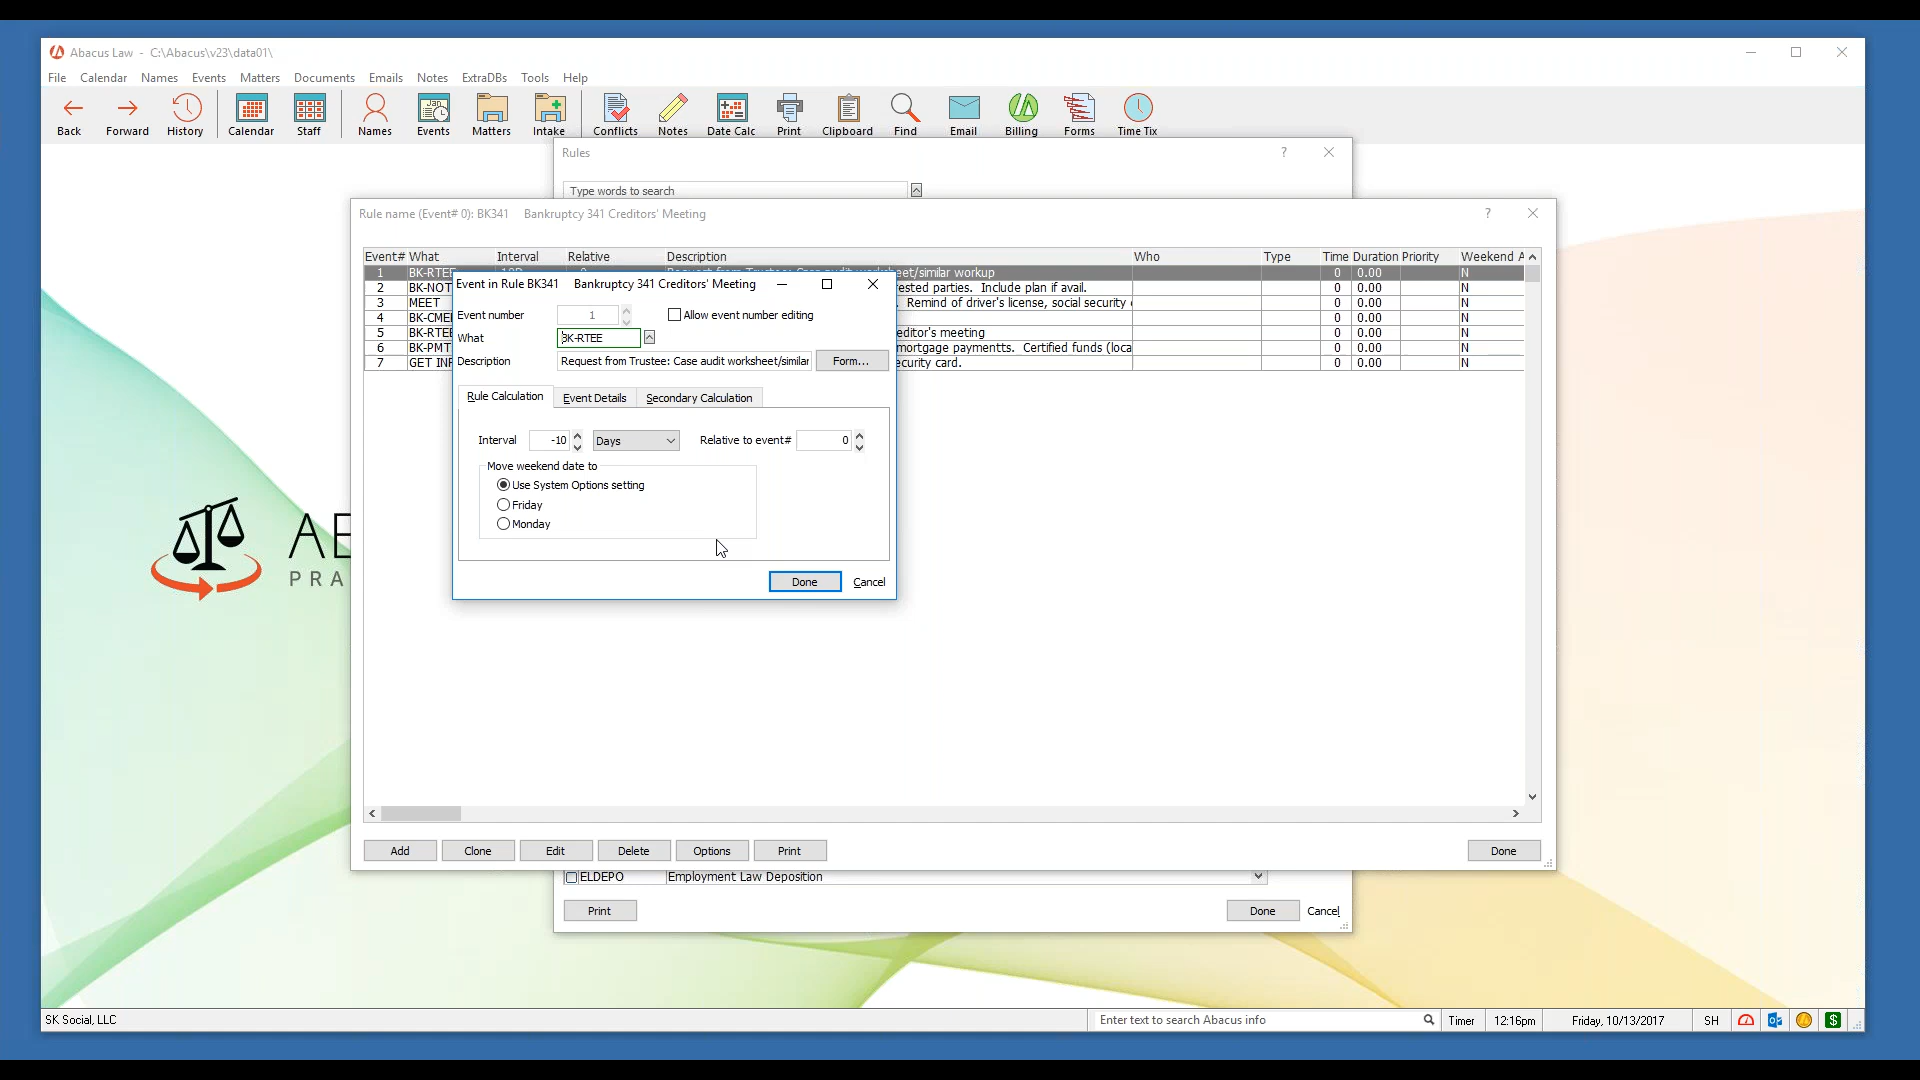 Abacus Law - C:\Abacus\v23\data01\
File Calendar Names Events Matters Documents Emails Notes ExtraDBs Tools Help
Back Forward History Calendar Staff Names Events Matters Intake Conflicts Notes Date Calc Print Clipboard Find Email Billing Forms Time Tix
Rules
Type words to search
Rule name (Event# 0): BK341 Bankruptcy 341 Creditors' Meeting
Event# What Interval Relative Description Who Type Time Duration Priority Weekend A
1 BK-RTEE eet/similar workup 0 0.00 N
2 BK-NOT rested parties. Include plan if avail. 0 0.00 N
3 MEET . Remind of driver's license, social security 0 0.00 N
4 BK-CME 0 0.00 N
5 BK-RTEE editor's meeting 0 0.00 N
6 BK-PMT mortgage paymentts. Certified funds (loca 0 0.00 N
7 GET INF ecurity card. 0 0.00 N
Event in Rule BK341 Bankruptcy 341 Creditors' Meeting
Event number 1 Allow event number editing
What BK-RTEE
Description Request from Trustee: Case audit worksheet/similar Form...
Rule Calculation Event Details Secondary Calculation
Interval -10 Days Relative to event# 0
Move weekend date to
Use System Options setting
Friday
Monday
Done Cancel
AB
PRA
Add Clone Edit Delete Options Print Done
ELDEPO Employment Law Deposition
Print Done Cancel
SK Social, LLC Enter text to search Abacus info Timer 12:16pm Friday, 10/13/2017 SH